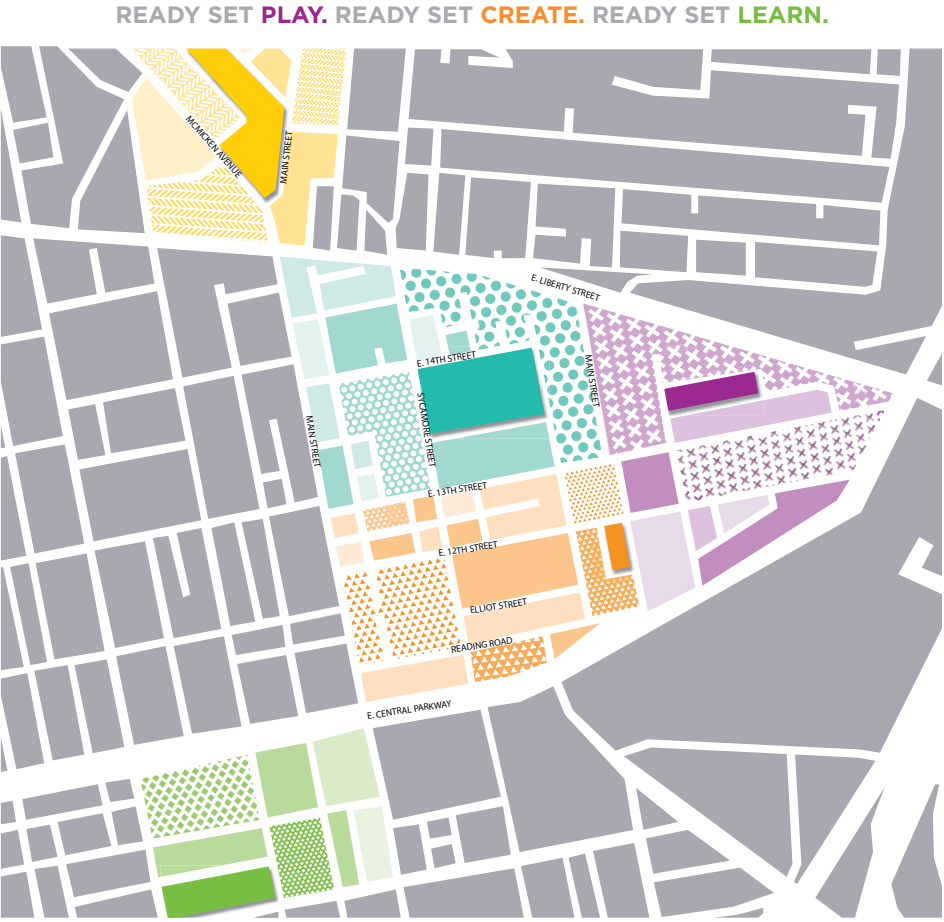 READY SET PLAY. READY SET CREATE. READY SET LEARN.
MCMICKEN AVENUE
MAIN STREET
E. LIBERTY STREET
E. 14TH STREET
MAIN STREET
SYCAMORE STREET
MAIN STREET
E. 13TH STREET
E. 12TH STREET
ELLIOT STREET
READING ROAD
E. CENTRAL PARKWAY